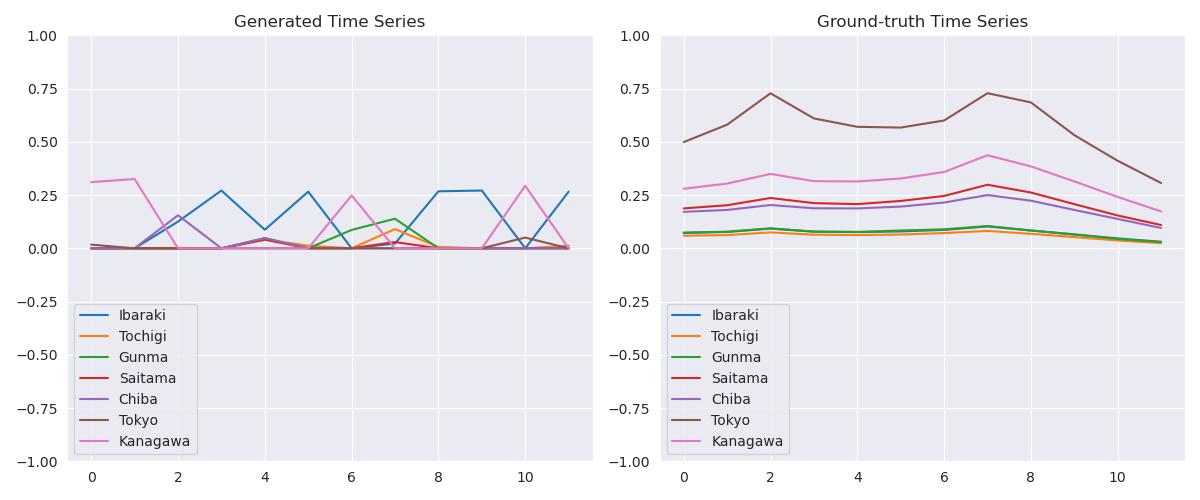 Generated Time Series
1.00
0.75
0.50
0.25
0.00
−0.25
−0.50
−0.75
−1.00
Ibaraki
Tochigi
Gunma
Saitama
Chiba
Tokyo
Kanagawa
0 2 4 6 8 10
Ground-truth Time Series
1.00
0.75
0.50
0.25
0.00
−0.25
−0.50
−0.75
−1.00
Ibaraki
Tochigi
Gunma
Saitama
Chiba
Tokyo
Kanagawa
0 2 4 6 8 10